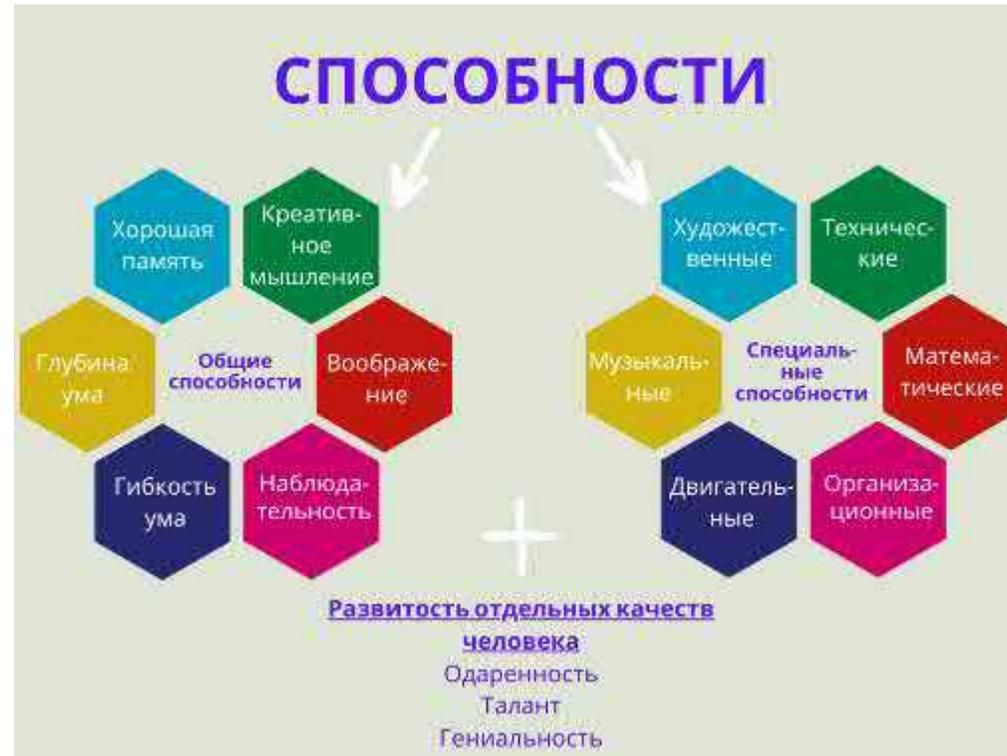 СПОСОБНОСТИ
Хорошая
память
Креатив-
ное
мышление
Глубина
ума
Общие
способности
Воображе-
ние
Гибкость
ума
Наблюда-
тельность
Художест-
венные
Техничес-
кие
Музыкаль-
ные
Специаль-
ные
способности
Матема-
тические
Двигатель-
ные
Организа-
ционные
Развитость отдельных качеств
человека
Одаренность
Талант
Гениальность